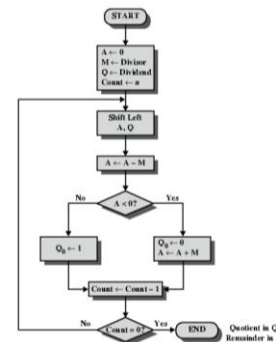 START
A ← 0
M ← Divisor
Q ← Dividend
Count ← n
Shift Left
A, Q
A ← A − M
No
A < 0?
Yes
Q₀ ← 1
Q₀ ← 0
A ← A + M
Count ← Count − 1
No
Count = 0?
Yes
END
Quotient in Q
Remainder in